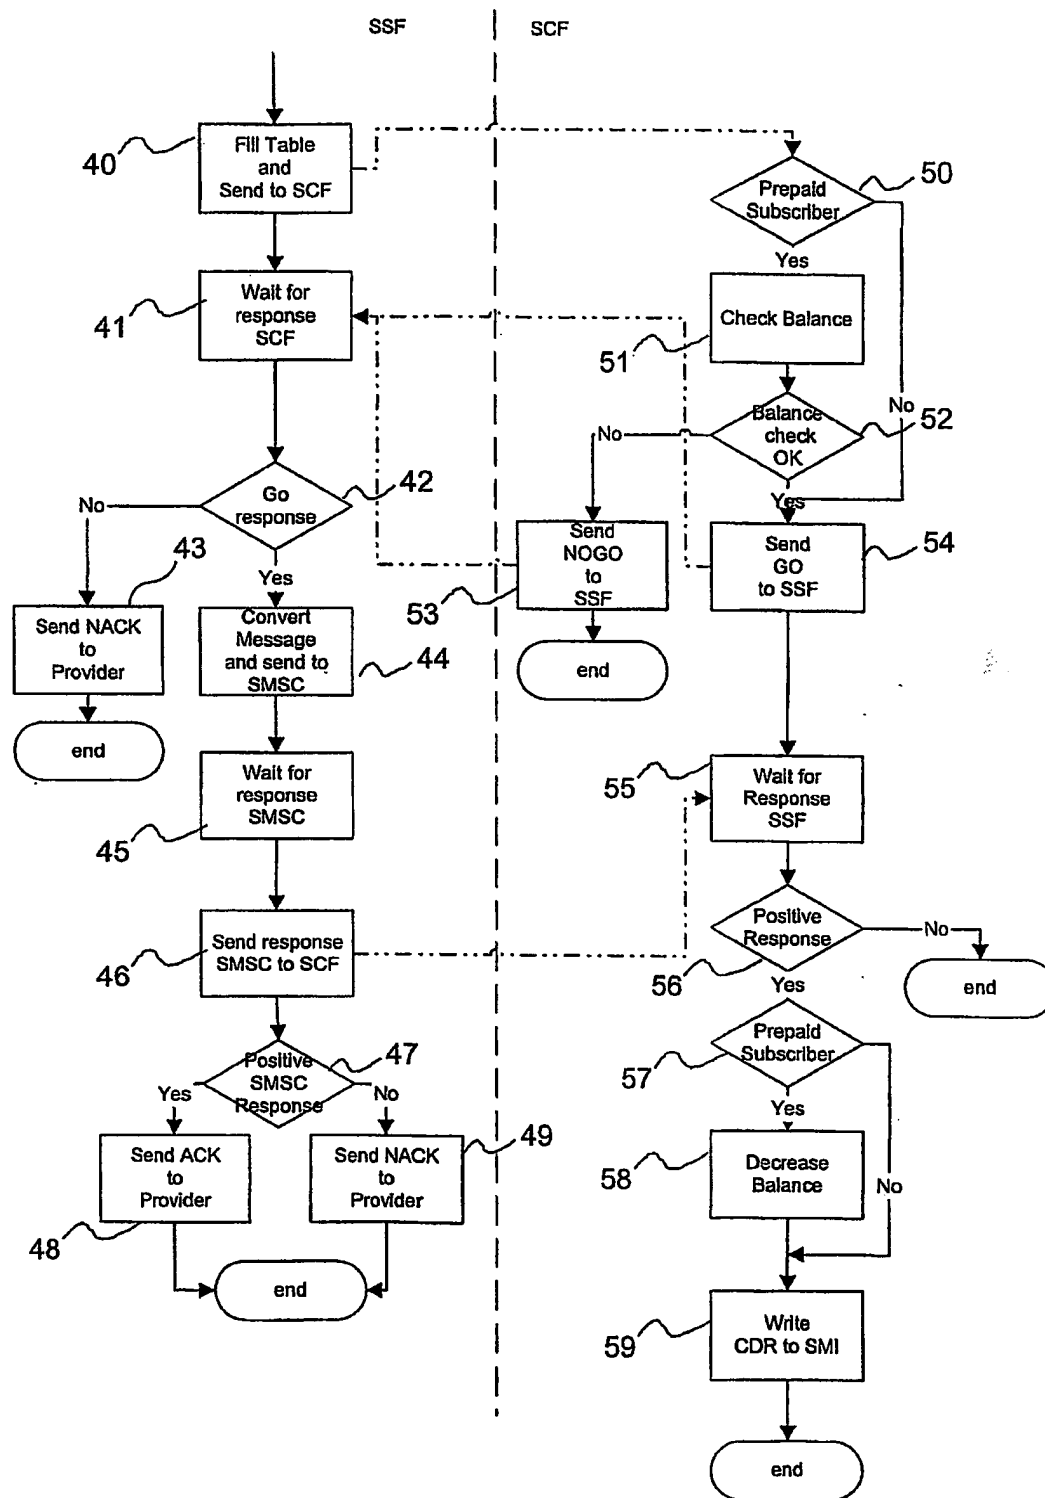 SSF
SCF
40
Fill Table
and
Send to SCF
41
Wait for
response
SCF
42
Go
response
No
Yes
43
Send NACK
to
Provider
end
44
Convert
Message
and send to
SMSC
45
Wait for
response
SMSC
46
Send response
SMSC to SCF
47
Positive
SMSC
Response
Yes
No
48
Send ACK
to
Provider
49
Send NACK
to
Provider
end
50
Prepaid
Subscriber
Yes
No
51
Check Balance
52
Balance
check
OK
No
Yes
53
Send
NOGO
to
SSF
end
54
Send
GO
to SSF
55
Wait for
Response
SSF
56
Positive
Response
No
end
Yes
57
Prepaid
Subscriber
Yes
No
58
Decrease
Balance
59
Write
CDR to SMI
end